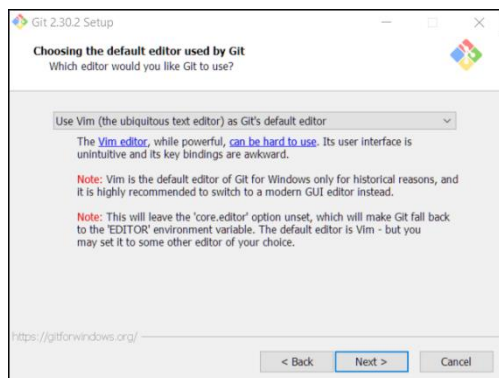 Git 2.30.2 Setup
Choosing the default editor used by Git
Which editor would you like Git to use?
Use Vim (the ubiquitous text editor) as Git's default editor
The Vim editor, while powerful, can be hard to use. Its user interface is
unintuitive and its key bindings are awkward.
Note: Vim is the default editor of Git for Windows only for historical reasons, and
it is highly recommended to switch to a modern GUI editor instead.
Note: This will leave the 'core.editor' option unset, which will make Git fall back
to the 'EDITOR' environment variable. The default editor is Vim - but you
may set it to some other editor of your choice.
https://gitforwindows.org/
< Back Next > Cancel